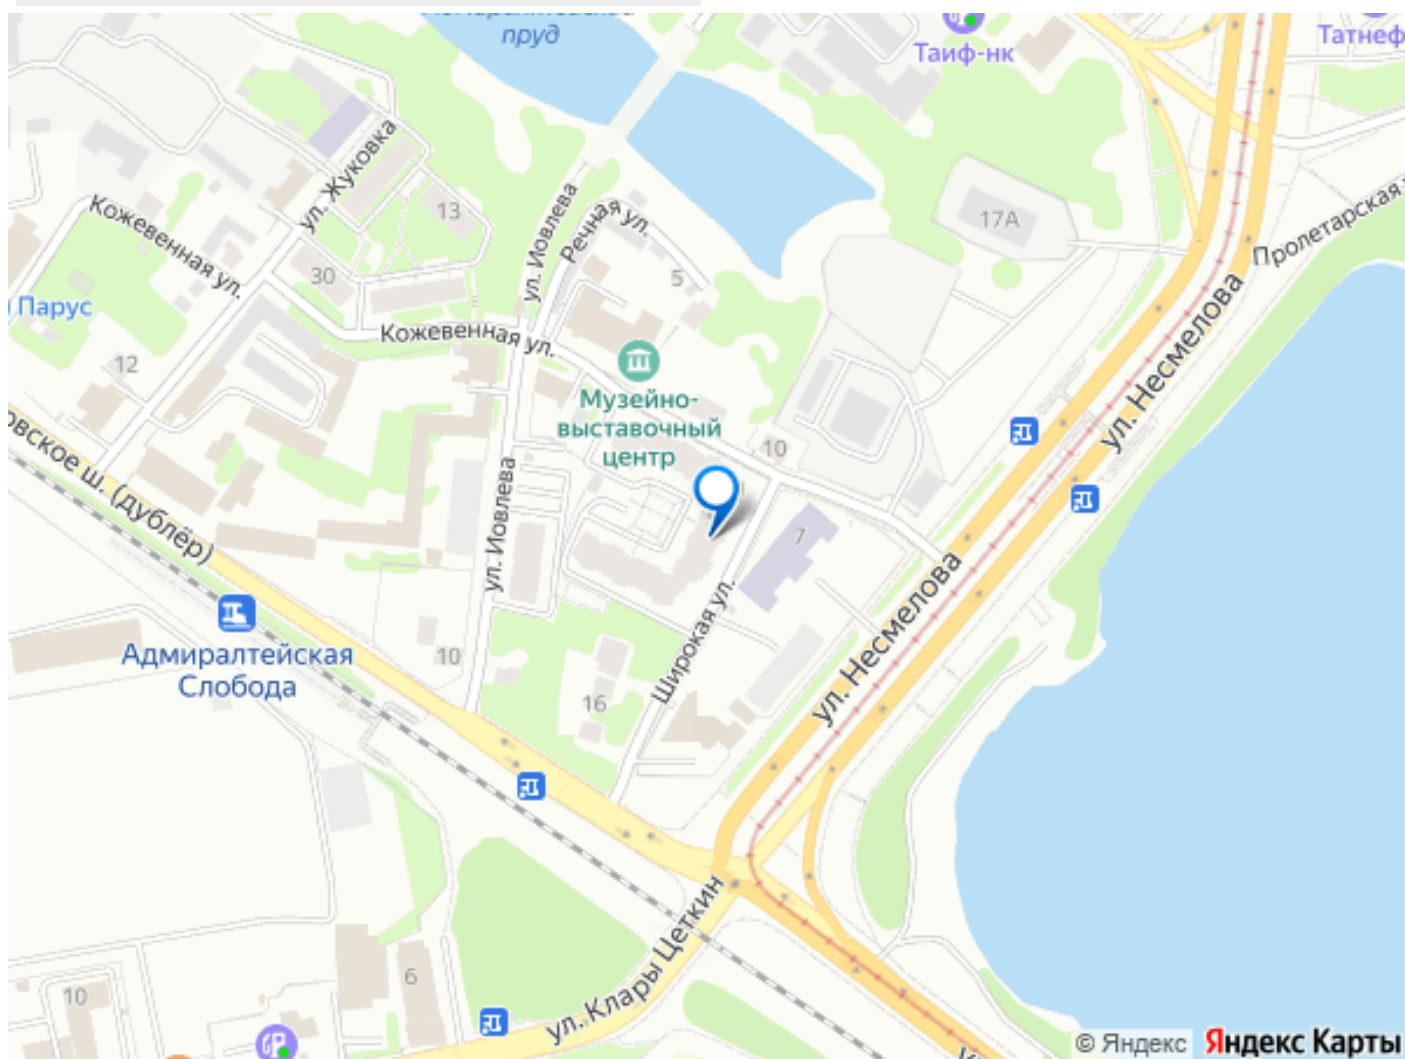 пруд
Таиф-нк
Татнеф
ул. Жуковка
Кожевенная ул.
13
ул. Иовлева
Речная ул.
17А
Пролетарская
30
5
Парус
Кожевенная ул.
ул. Несмелова
12
Музейно-
выставочный
центр
10
овское ш. (дублёр)
ул. Иовлева
7
ул. Несмелова
Широкая ул.
Адмиралтейская
Слобода
10
16
ул. Клары Цеткин
6
10
© Яндекс Яндекс Карты